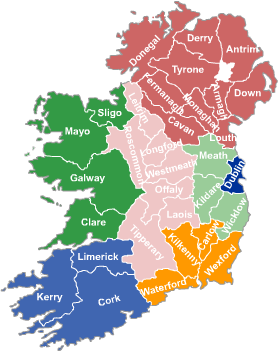 Donegal
Derry
Antrim
Tyrone
Fermanagh
Down
Armagh
Monaghan
Cavan
Leitrim
Sligo
Mayo
Roscommon
Louth
Longford
Meath
Westmeath
Galway
Dublin
Offaly
Kildare
Wicklow
Laois
Clare
Tipperary
Carlow
Kilkenny
Wexford
Limerick
Waterford
Kerry
Cork